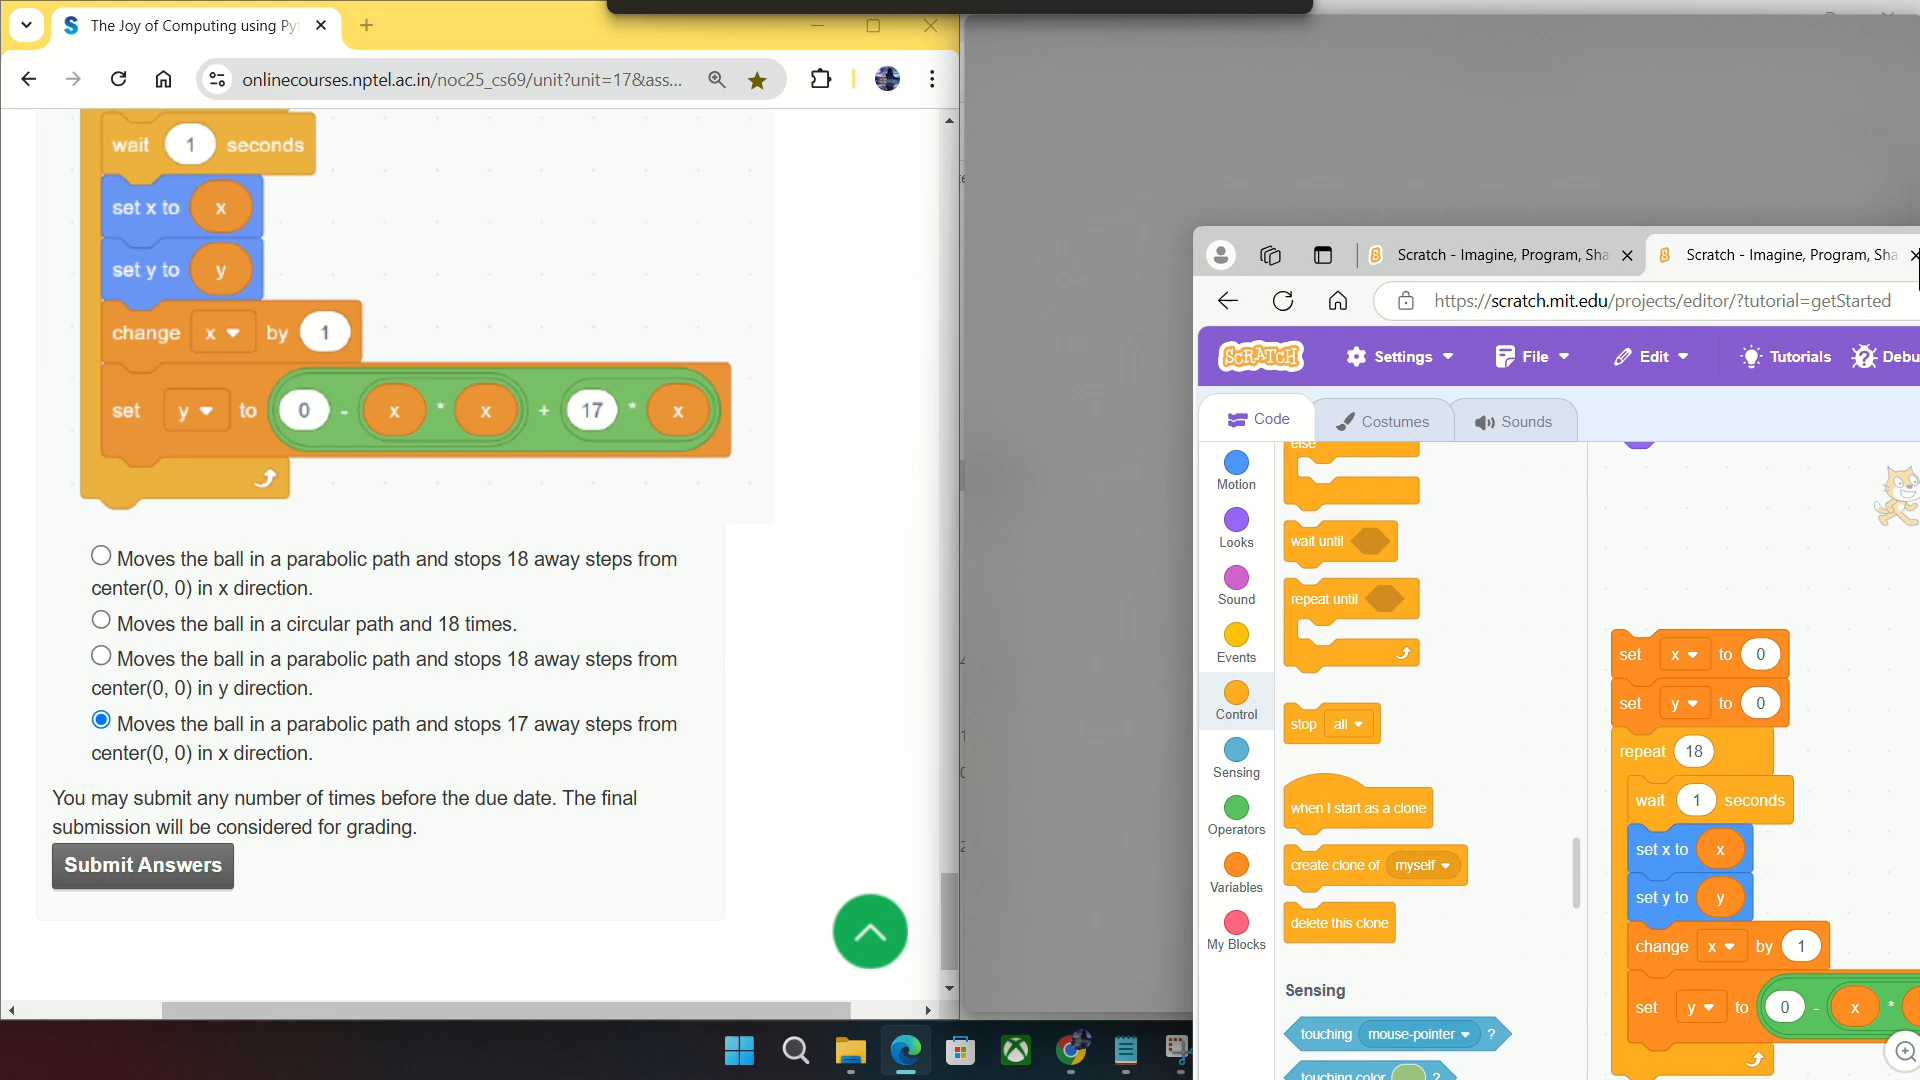 The Joy of Computing using Py
onlinecourses.nptel.ac.in/noc25_cs69/unit?unit=17&ass...
wait 1 seconds
set x to x
set y to y
change x by 1
set y to 0 - x * x + 17 * x
Moves the ball in a parabolic path and stops 18 away steps from
center(0, 0) in x direction.
Moves the ball in a circular path and 18 times.
Moves the ball in a parabolic path and stops 18 away steps from
center(0, 0) in y direction.
Moves the ball in a parabolic path and stops 17 away steps from
center(0, 0) in x direction.
You may submit any number of times before the due date. The final
submission will be considered for grading.
Submit Answers
Scratch - Imagine, Program, Sha
Scratch - Imagine, Program, Sha
https://scratch.mit.edu/projects/editor/?tutorial=getStarted
SCRATCH Settings File Edit Tutorials Debu
Code Costumes Sounds
Motion
Looks
Sound
Events
Control
Sensing
Operators
Variables
My Blocks
else
wait until
repeat until
stop all
when I start as a clone
create clone of myself
delete this clone
Sensing
touching mouse-pointer ?
touching color ?
set x to 0
set y to 0
repeat 18
wait 1 seconds
set x to x
set y to y
change x by 1
set y to 0 - x *